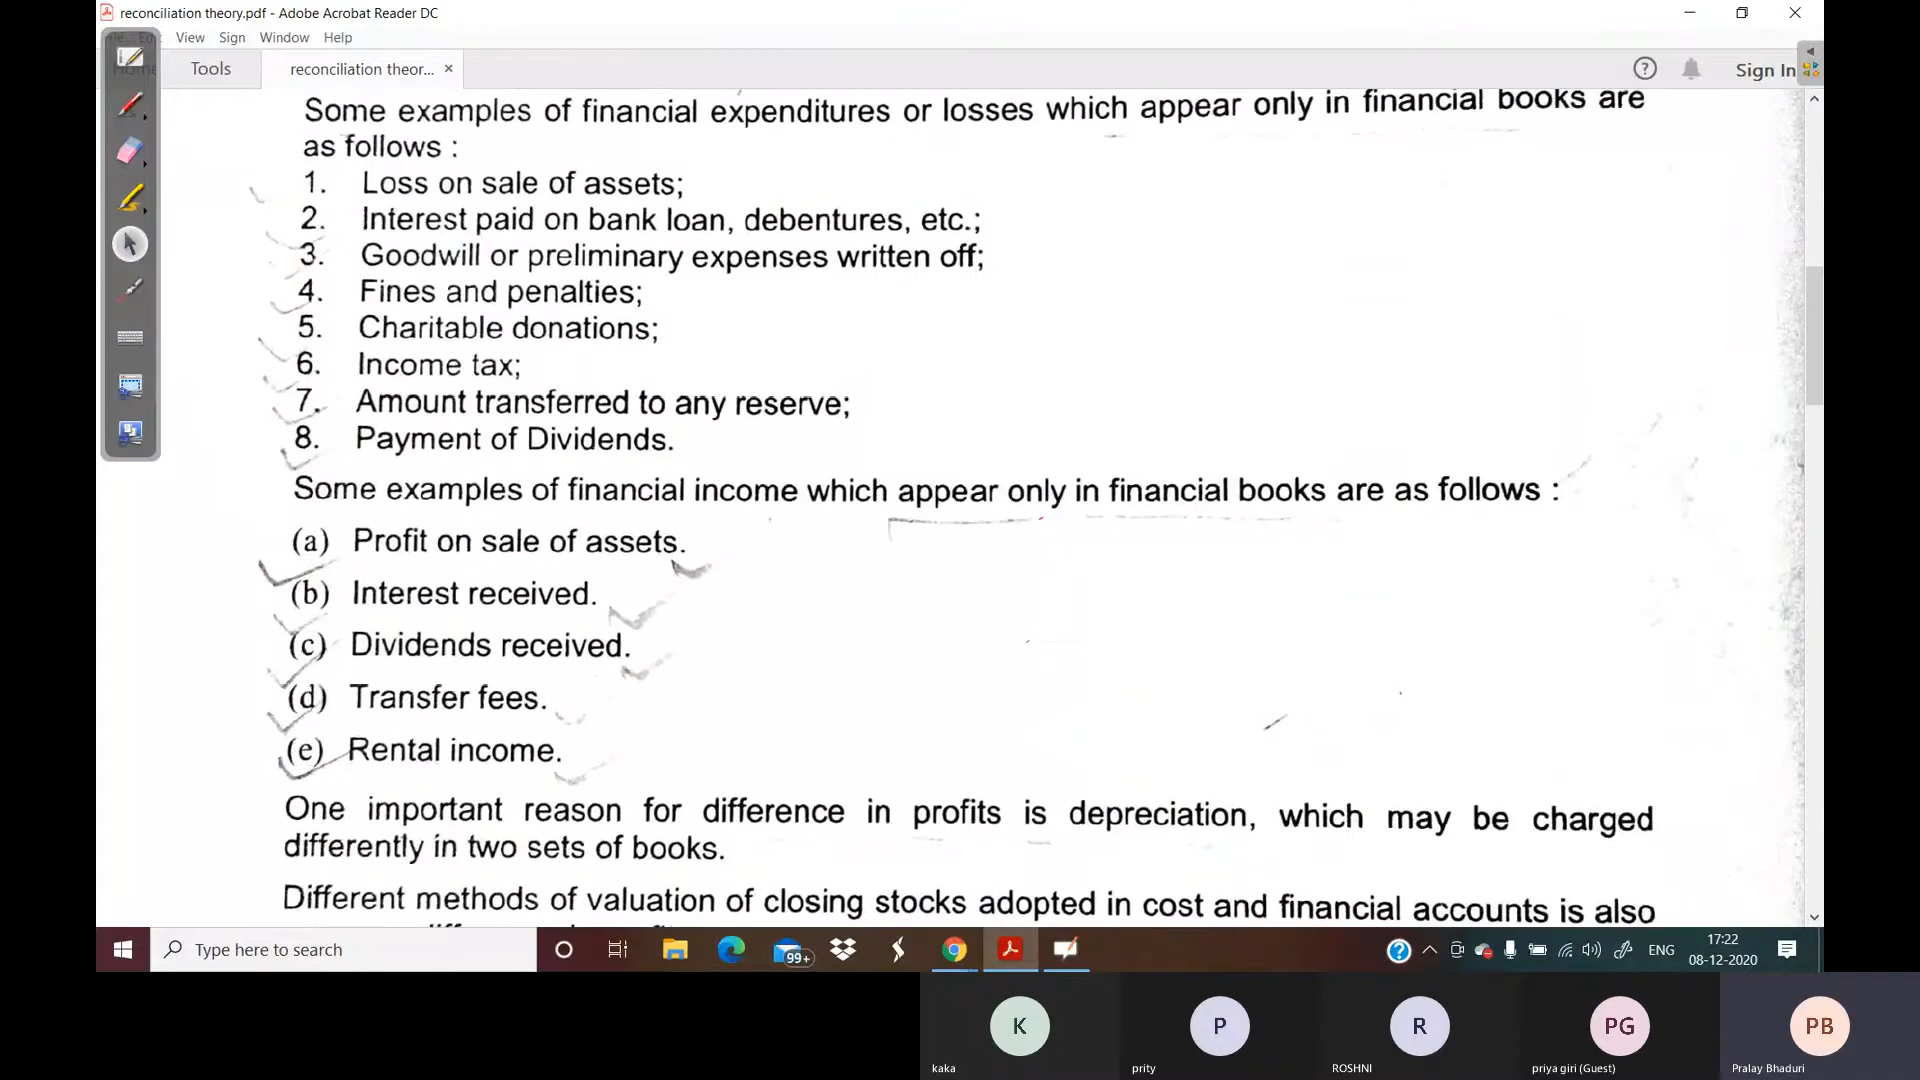 reconciliation theory.pdf - Adobe Acrobat Reader DC
View Sign Window Help
Tools
reconciliation theor... ×
Sign In
Some examples of financial expenditures or losses which appear only in financial books are
as follows :
1. Loss on sale of assets;
2. Interest paid on bank loan, debentures, etc.;
3. Goodwill or preliminary expenses written off;
4. Fines and penalties;
5. Charitable donations;
6. Income tax;
7. Amount transferred to any reserve;
8. Payment of Dividends.
Some examples of financial income which appear only in financial books are as follows :
(a) Profit on sale of assets.
(b) Interest received.
(c) Dividends received.
(d) Transfer fees.
(e) Rental income.
One important reason for difference in profits is depreciation, which may be charged
differently in two sets of books.
Different methods of valuation of closing stocks adopted in cost and financial accounts is also
Type here to search
99+
ENG
17:22
08-12-2020
K
P
R
PG
PB
kaka
prity
ROSHNI
priya giri (Guest)
Pralay Bhaduri